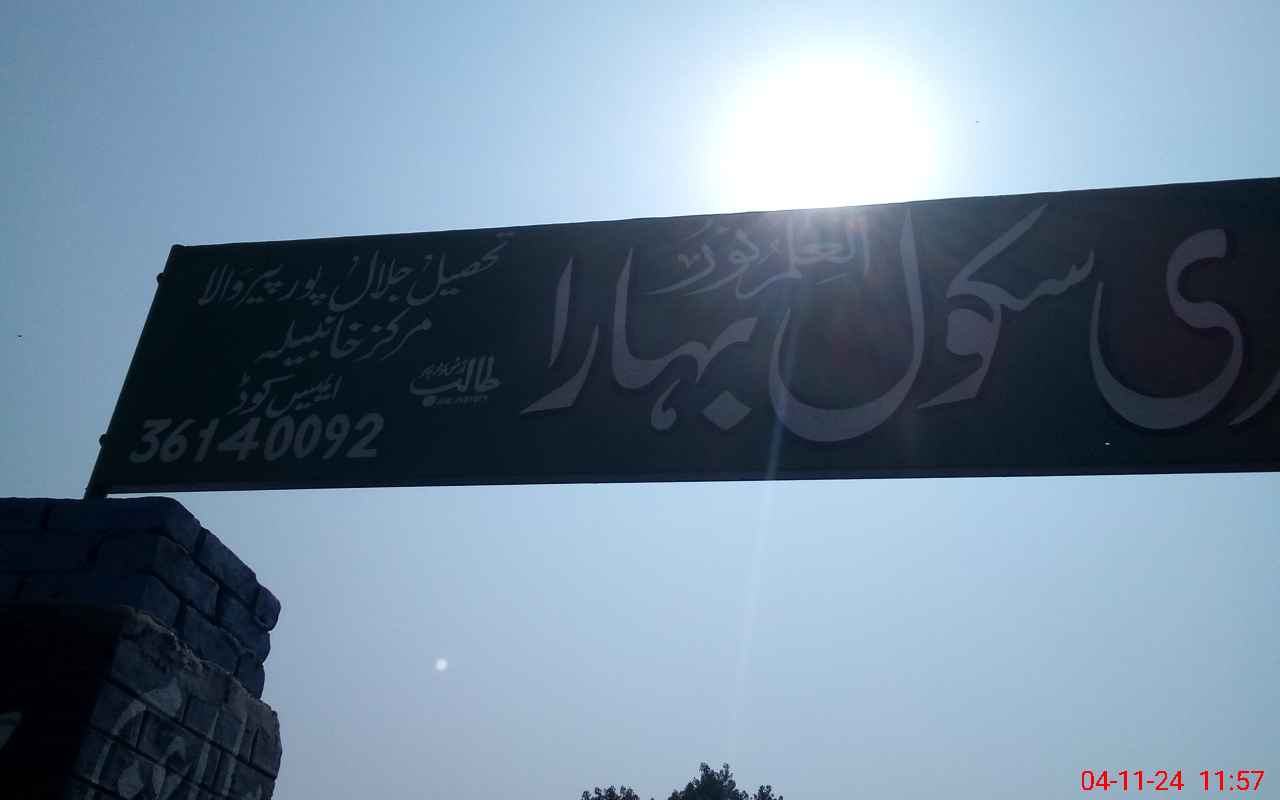 العلم نور
ری سکول بہارا
تحصیل جلال پور پیر والا
مرکز خانبیلہ
ایمیس کوڈ
36140092
طالب
04-11-24 11:57